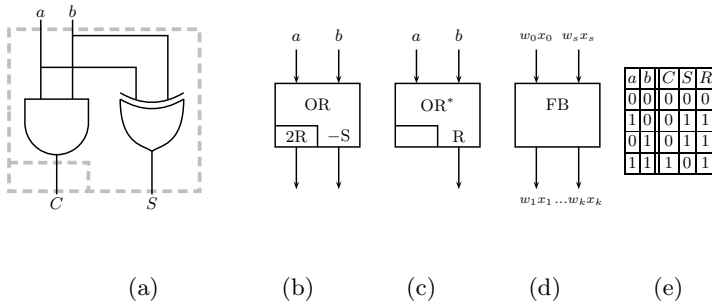 a b
C S
(a)
a b
OR
2R −S
(b)
a b
OR*
R
(c)
w₀x₀ wₛxₛ
FB
w₁x₁...wₖxₖ
(d)
a b C S R
0 0 0 0 0
1 0 0 1 1
0 1 0 1 1
1 1 1 0 1
(e)